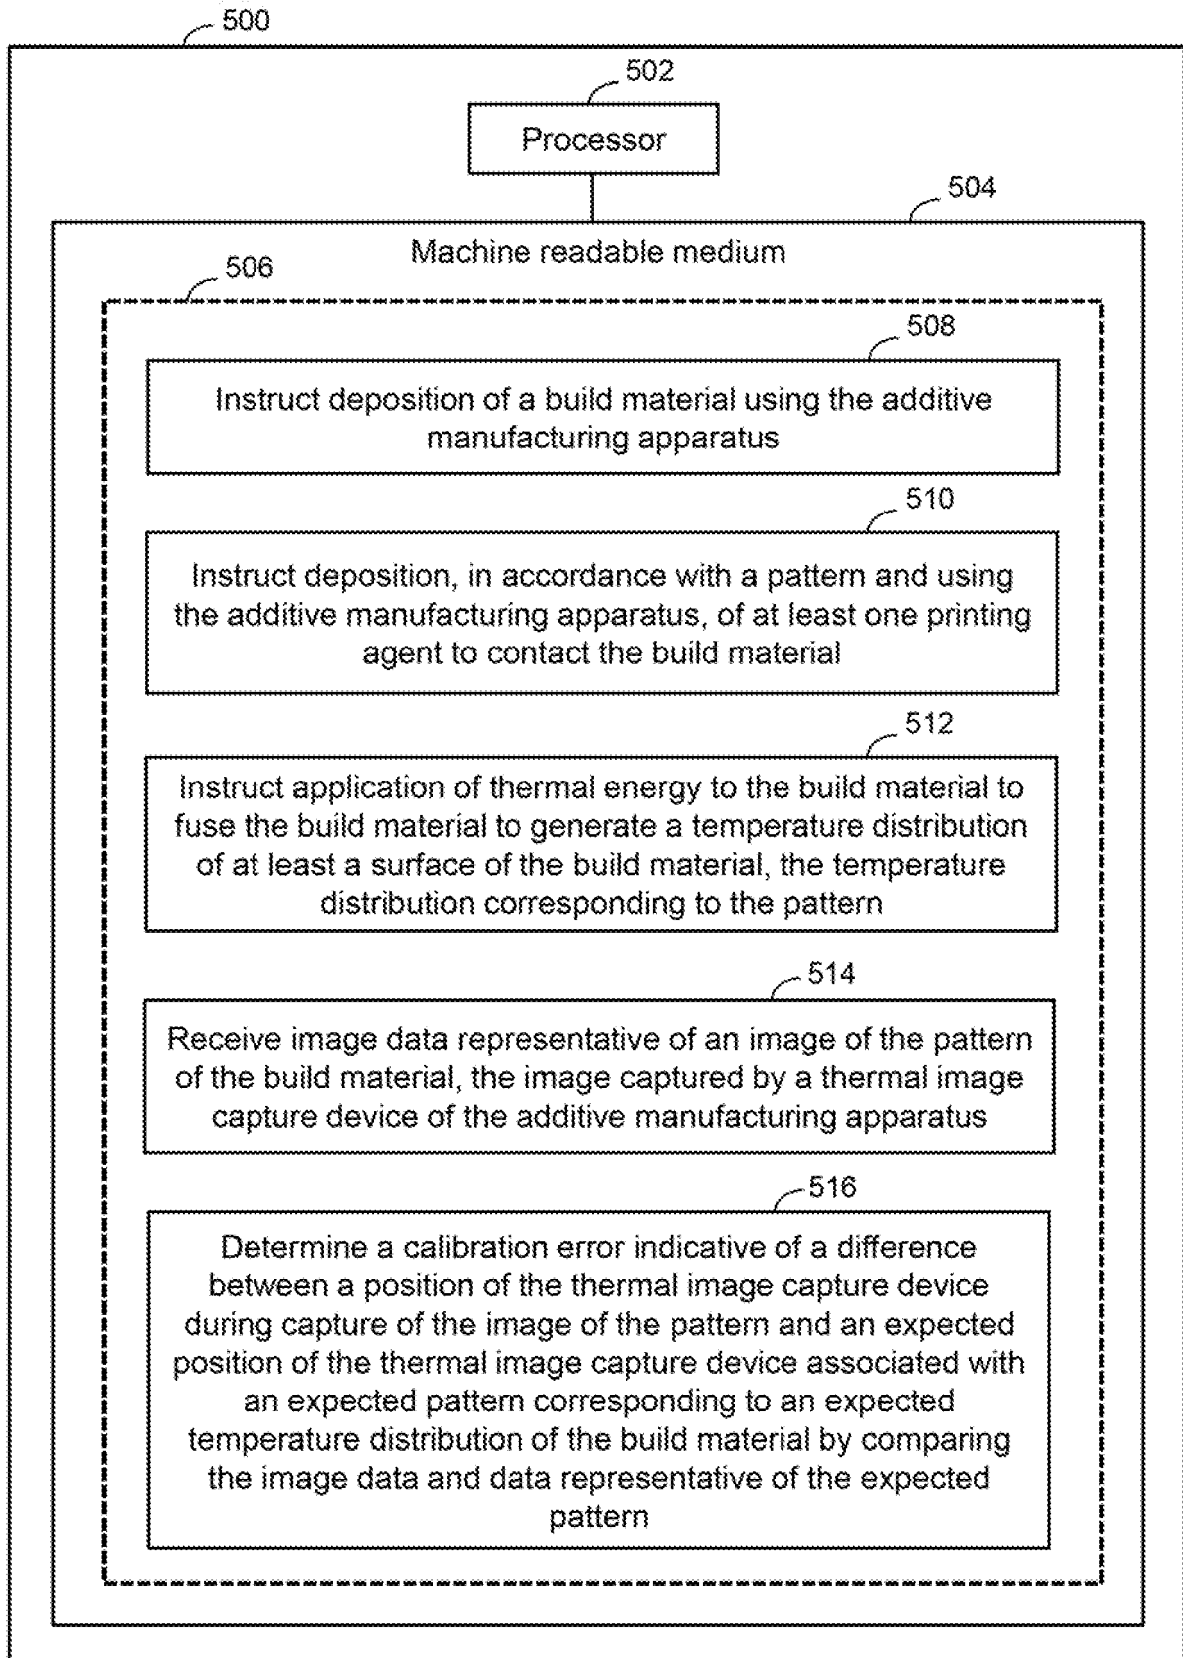 500
502
Processor
504
Machine readable medium
506
508
Instruct deposition of a build material using the additive
manufacturing apparatus
510
Instruct deposition, in accordance with a pattern and using
the additive manufacturing apparatus, of at least one printing
agent to contact the build material
512
Instruct application of thermal energy to the build material to
fuse the build material to generate a temperature distribution
of at least a surface of the build material, the temperature
distribution corresponding to the pattern
514
Receive image data representative of an image of the pattern
of the build material, the image captured by a thermal image
capture device of the additive manufacturing apparatus
516
Determine a calibration error indicative of a difference
between a position of the thermal image capture device
during capture of the image of the pattern and an expected
position of the thermal image capture device associated with
an expected pattern corresponding to an expected
temperature distribution of the build material by comparing
the image data and data representative of the expected
pattern